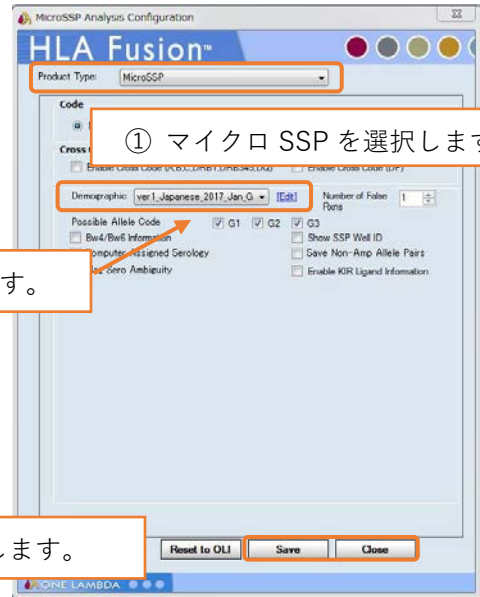 MicroSSP Analysis Configuration
HLA Fusion™
Product Type: MicroSSP
Code
① マイクロ SSP を選択します
Cross
Enable Cross Code (A,B,C,DRB1,DRB345,DQ) Enable Cross Code (DP)
Demographic ver1_Japanese_2017_Jan_G [Edit] Number of False Rxns 1
Possible Allele Code G1 G2 G3
Bw4/Bw6 Information Show SSP Well ID
Computer Assigned Serology Save Non-Amp Allele Pairs
Sero Ambiguity Enable KIR Ligand Information
す。
します。
Reset to OLI Save Close
ONE LAMBDA